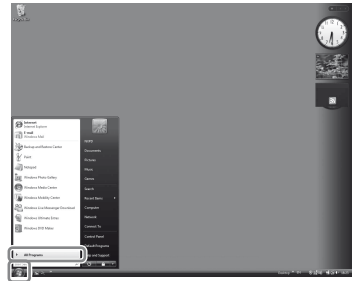 Internet
Internet Explorer
E-mail
Windows Mail
Backup and Restore Center
Excel
Notepad
Windows Photo Gallery
Windows Media Center
Windows Mobility Center
Windows Live Messenger Download
Windows Ultimate Extras
Windows DVD Maker
All Programs
Documents
Pictures
Music
Games
Search
Recent Items
Computer
Network
Connect To
Control Panel
Default Programs
Help and Support